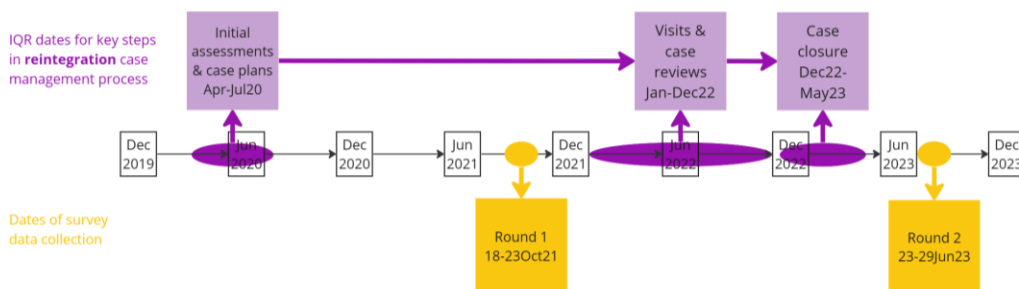 IQR dates for key steps
in reintegration case
management process
Initial
assessments
& case plans
Apr-Jul20
Visits &
case
reviews
Jan-Dec22
Case
closure
Dec22-
May23
Dec
2019
Jun
2020
Dec
2020
Jun
2021
Dec
2021
Jun
2022
Dec
2022
Jun
2023
Dec
2023
Dates of survey
data collection
Round 1
18-23Oct21
Round 2
23-29Jun23